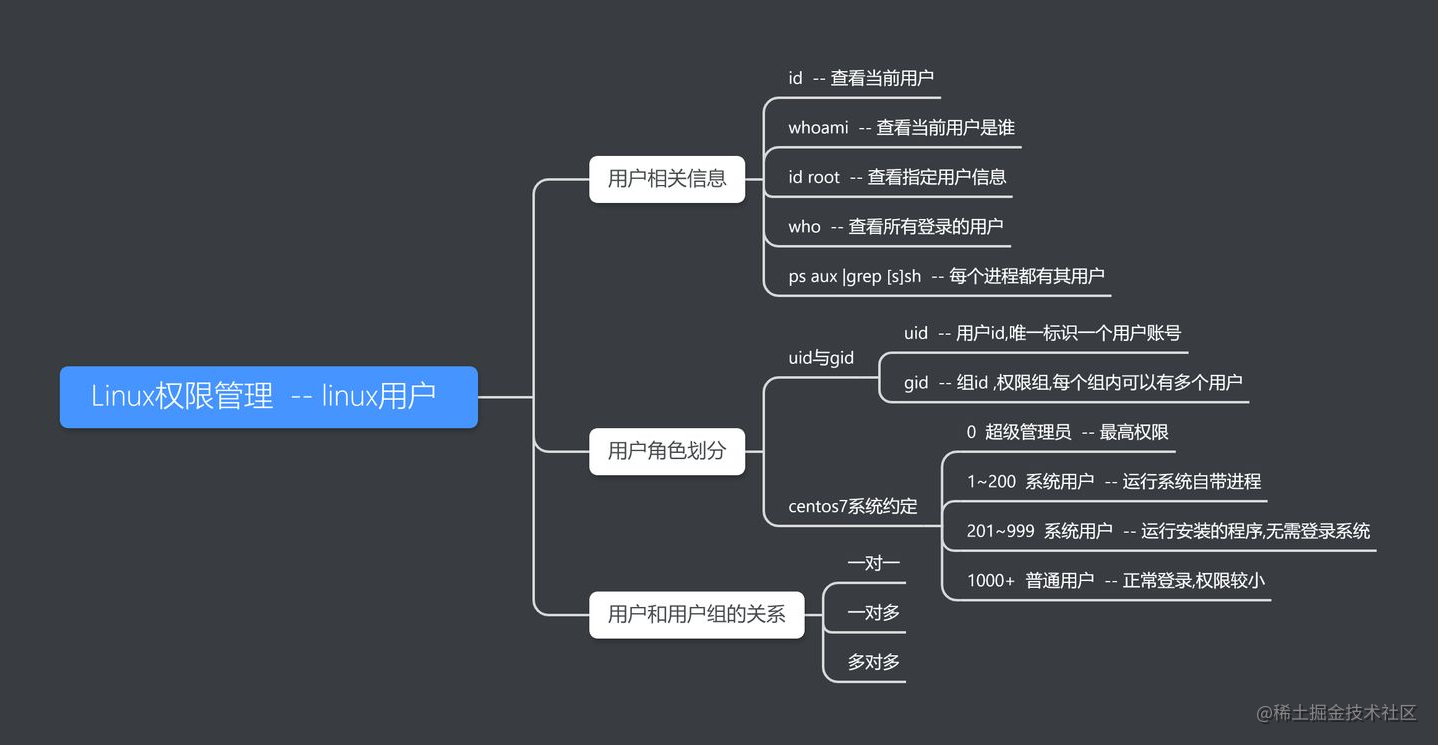 Linux权限管理 -- linux用户
用户相关信息
id -- 查看当前用户
whoami -- 查看当前用户是谁
id root -- 查看指定用户信息
who -- 查看所有登录的用户
ps aux |grep [s]sh -- 每个进程都有其用户
用户角色划分
uid与gid
uid -- 用户id,唯一标识一个用户账号
gid -- 组id ,权限组,每个组内可以有多个用户
centos7系统约定
0 超级管理员 -- 最高权限
1~200 系统用户 -- 运行系统自带进程
201~999 系统用户 -- 运行安装的程序,无需登录系统
1000+ 普通用户 -- 正常登录,权限较小
用户和用户组的关系
一对一
一对多
多对多
@稀土掘金技术社区